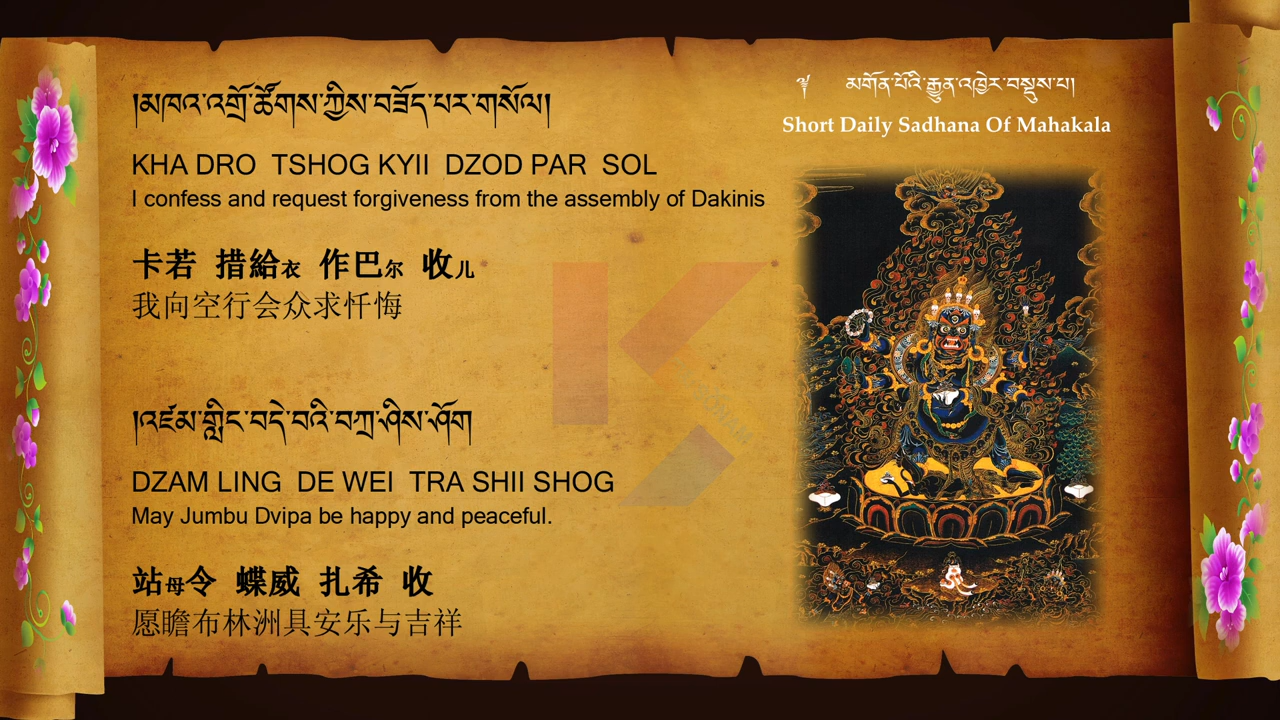 །མཁའ་འགྲོ་ཚོགས་ཀྱིས་བཟོད་པར་གསོལ།
KHA DRO  TSHOG KYII  DZOD PAR  SOL
I confess and request forgiveness from the assembly of Dakinis
卡若  措給衣  作巴尔  收儿
我向空行会众求忏悔
།འཛམ་གླིང་བདེ་བའི་བཀྲ་ཤིས་ཤོག
DZAM LING  DE WEI  TRA SHII SHOG
May Jumbu Dvipa be happy and peaceful.
站母令  蝶威  扎希  收
愿瞻布林洲具安乐与吉祥
༄   མགོན་པོའི་རྒྱུན་འཁྱེར་བསྡུས་པ།
Short Daily Sadhana Of Mahakala